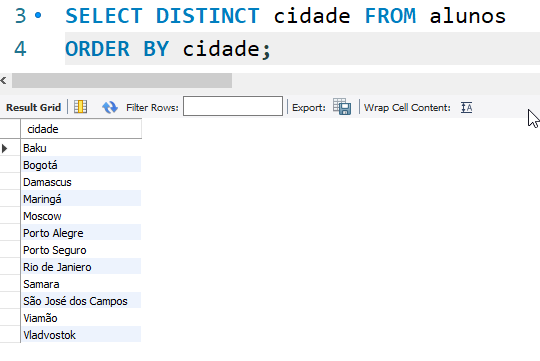 3 SELECT DISTINCT cidade FROM alunos
4 ORDER BY cidade;
Result Grid Filter Rows: Export: Wrap Cell Content:
cidade
Baku
Bogotá
Damascus
Maringá
Moscow
Porto Alegre
Porto Seguro
Rio de Janiero
Samara
São José dos Campos
Viamão
Vladvostok